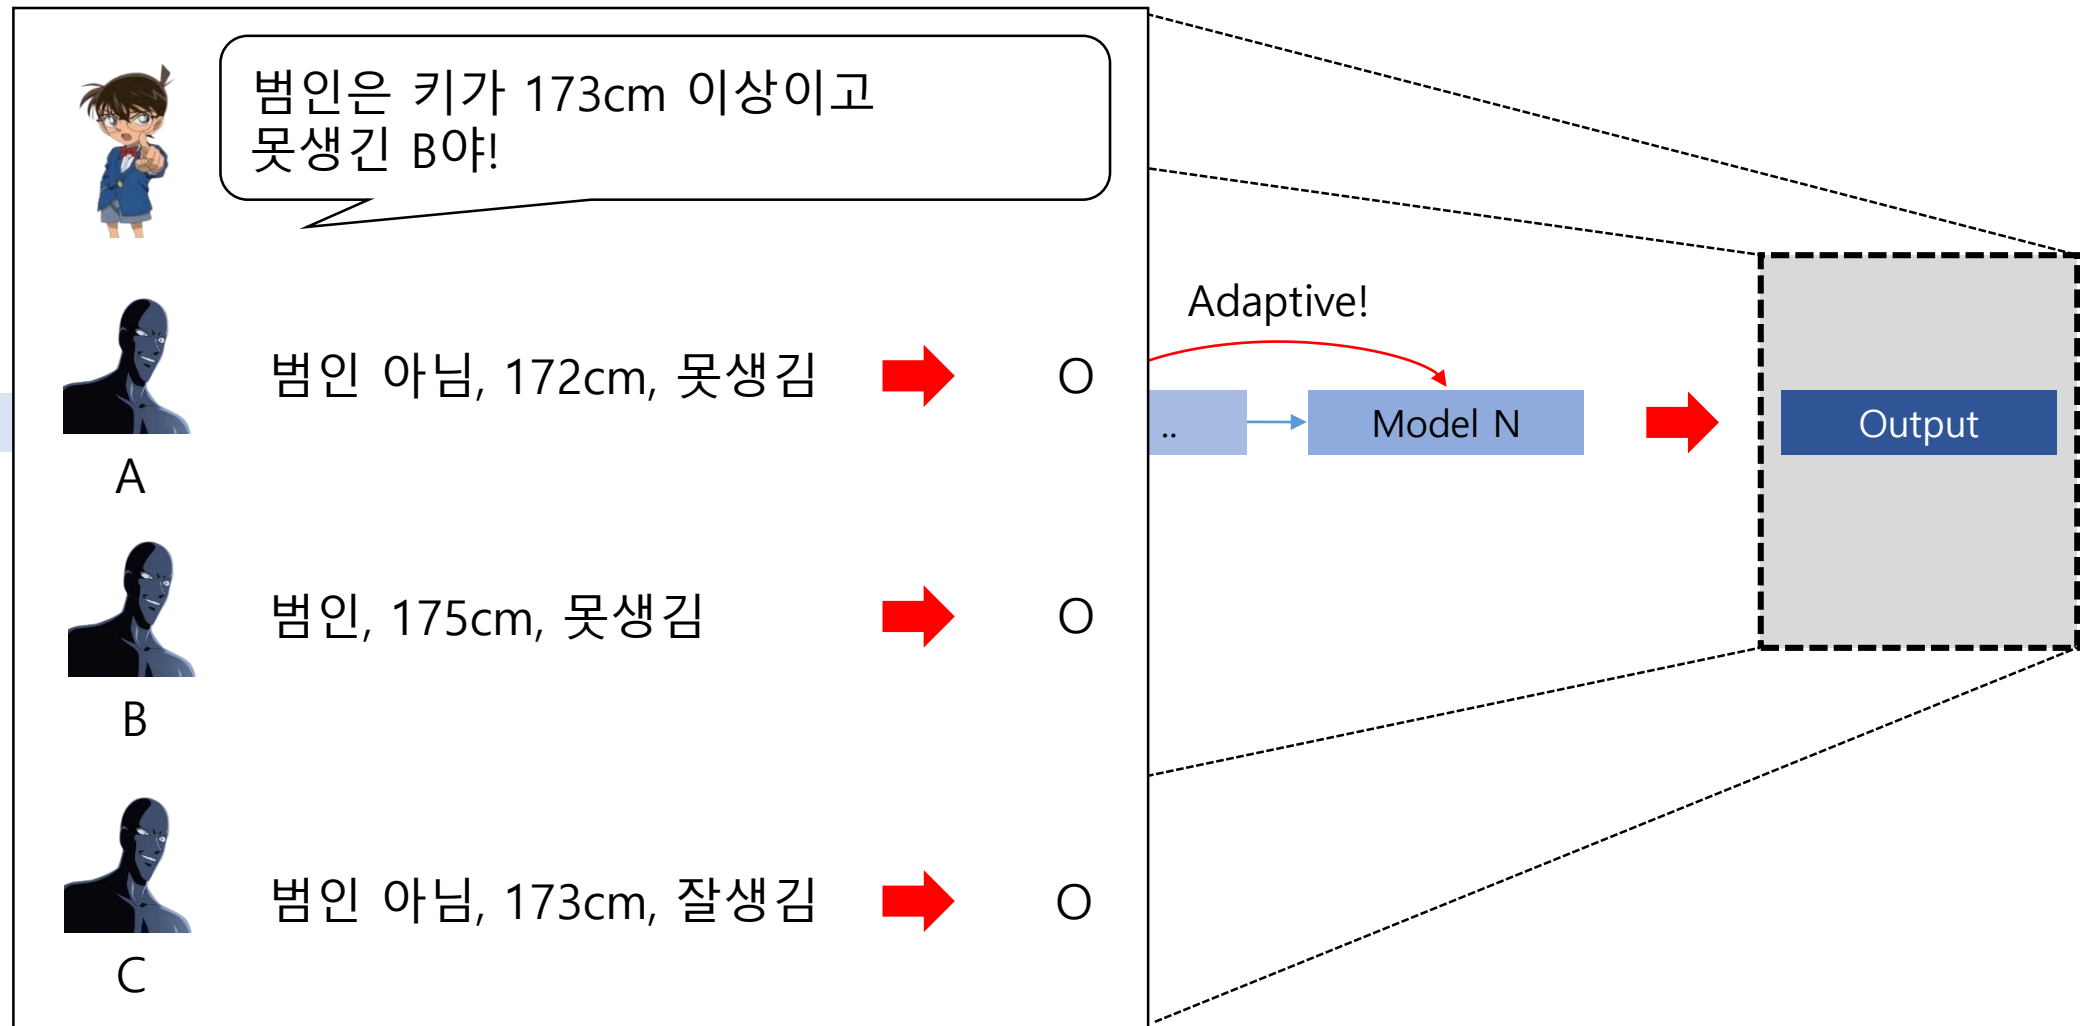 범인은 키가 173cm 이상이고
못생긴 B야!
Adaptive!
범인 아님, 172cm, 못생김 O
A
.. Model N Output
범인, 175cm, 못생김 O
B
범인 아님, 173cm, 잘생김 O
C